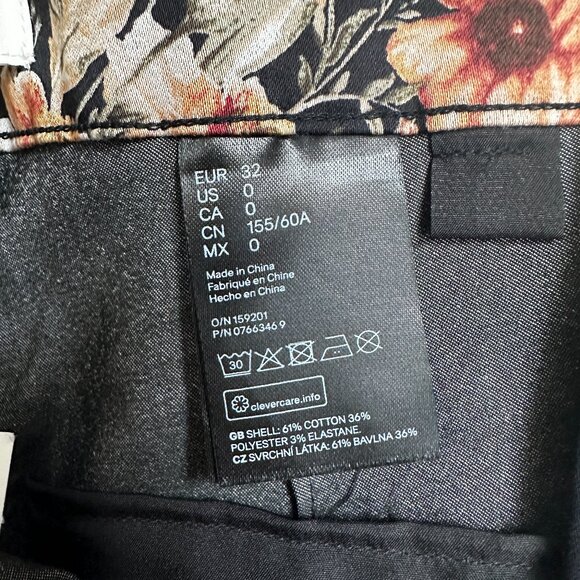 EUR 32
US 0
CA 0
CN 155/60A
MX 0
Made in China
Fabriqué en Chine
Hecho en China
O/N 159201
P/N 0766346 9
30
clevercare.info
GB SHELL: 61% COTTON 36%
POLYESTER 3% ELASTANE.
CZ SVRCHNÍ LÁTKA: 61% BAVLNA 36%